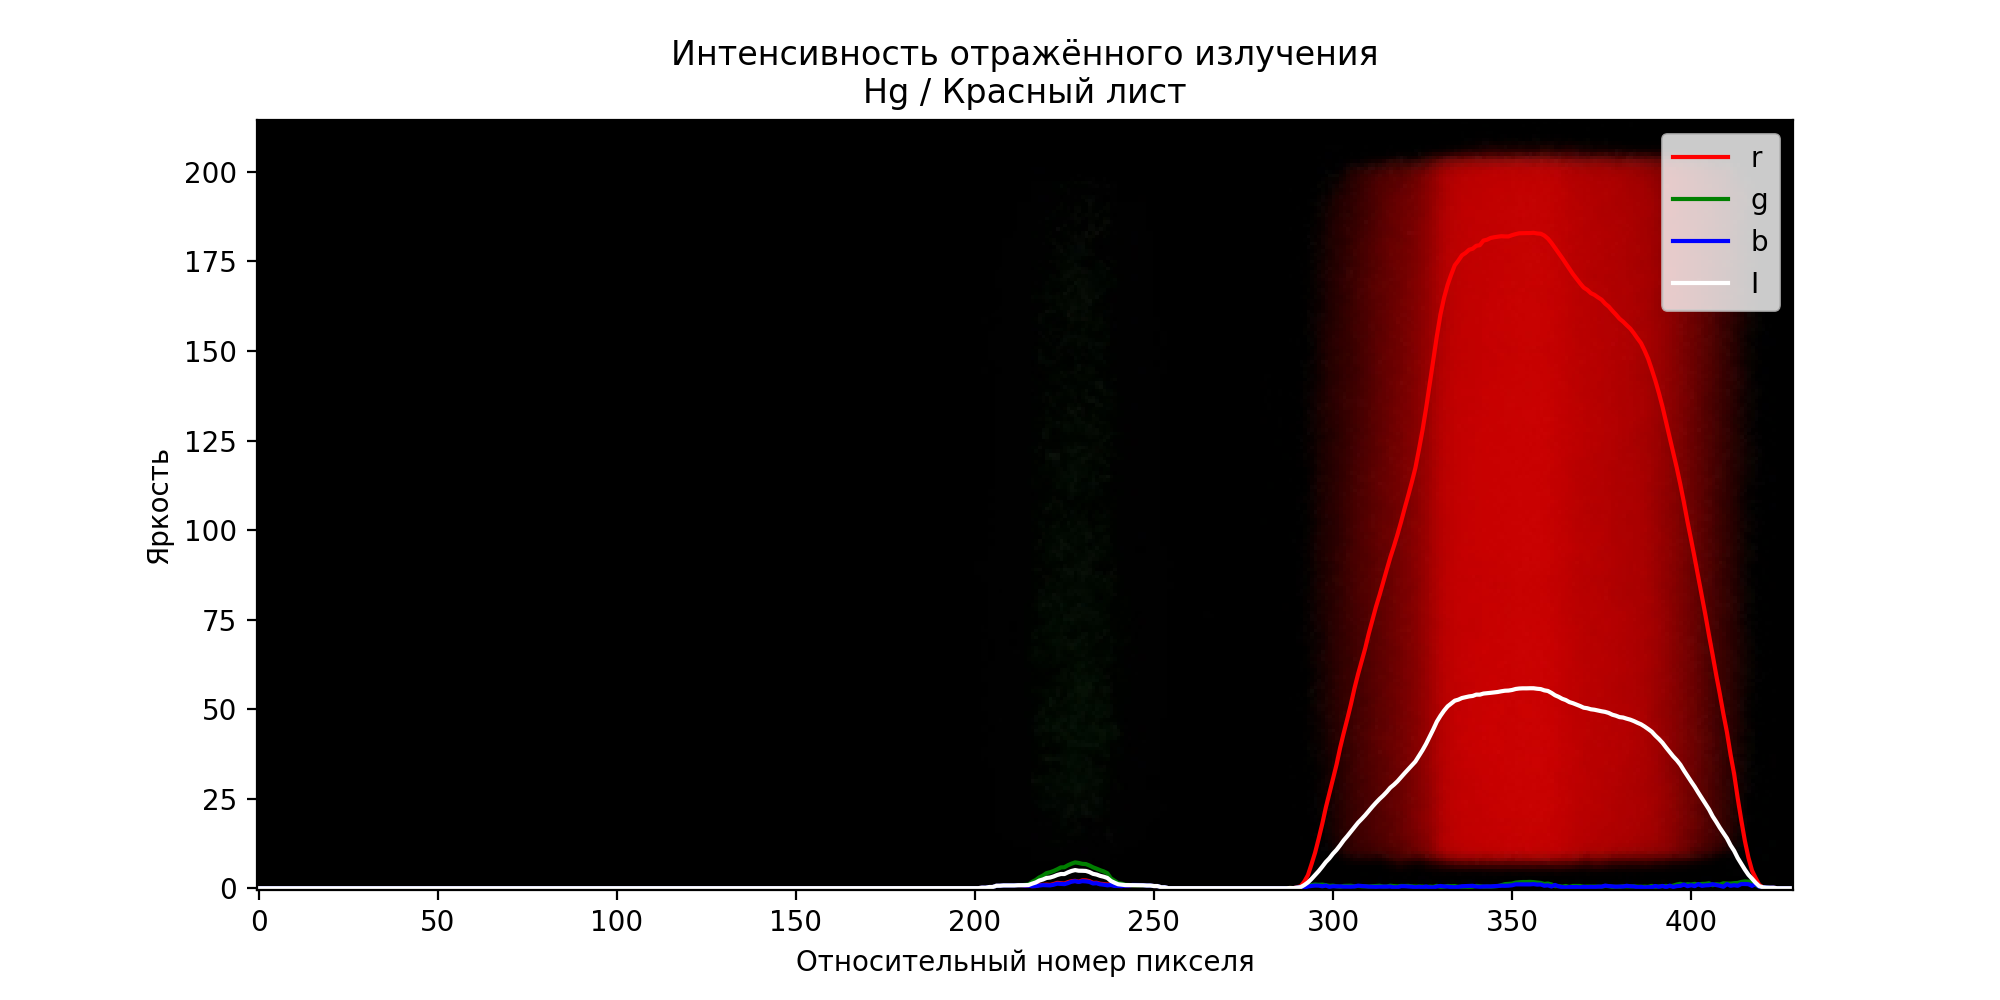 Интенсивность отражённого излучения
Hg / Красный лист
r
g
b
I
200
175
150
125
100
75
50
25
0
Яркость
0 50 100 150 200 250 300 350 400
Относительный номер пикселя